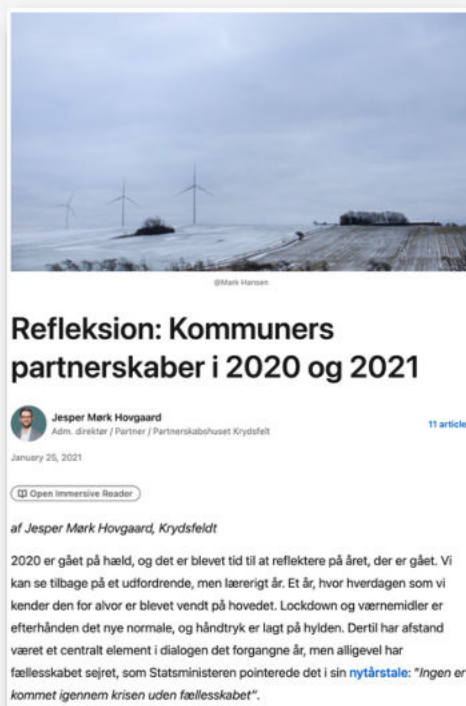 @Mark Hansen
Refleksion: Kommuners
partnerskaber i 2020 og 2021
Jesper Mørk Hovgaard
Adm. direktør / Partner / Partnerskabshuset Krydsfelt
11 article
January 25, 2021
Open Immersive Reader
af Jesper Mørk Hovgaard, Krydsfeldt
2020 er gået på hæld, og det er blevet tid til at reflektere på året, der er gået. Vi
kan se tilbage på et udfordrende, men lærerigt år. Et år, hvor hverdagen som vi
kender den for alvor er blevet vendt på hovedet. Lockdown og værnemidler er
efterhånden det nye normale, og håndtryk er lagt på hylden. Dertil har afstand
været et centralt element i dialogen det forgangne år, men alligevel har
fællesskabet sejret, som Statsministeren pointerede det i sin nytårstale: "Ingen er
kommet igennem krisen uden fællesskabet".